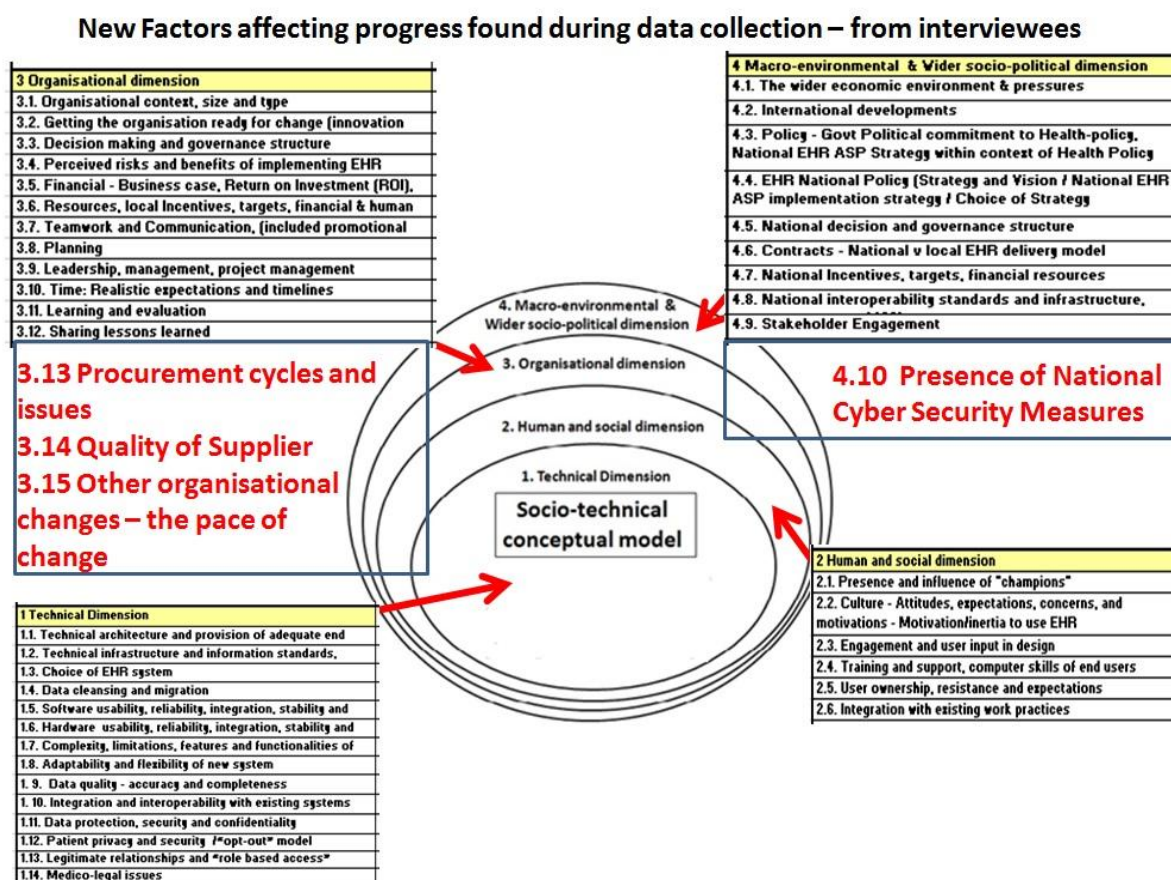 New Factors affecting progress found during data collection – from interviewees
3 Organisational dimension
3.1. Organisational context, size and type
3.2. Getting the organisation ready for change (innovation
3.3. Decision making and governance structure
3.4. Perceived risks and benefits of implementing EHR
3.5. Financial - Business case, Return on Investment (ROI),
3.6. Resources, local Incentives, targets, financial & human
3.7. Teamwork and Communication, (included promotional
3.8. Planning
3.9. Leadership, management, project management
3.10. Time: Realistic expectations and timelines
3.11. Learning and evaluation
3.12. Sharing lessons learned
3.13 Procurement cycles and
issues
3.14 Quality of Supplier
3.15 Other organisational
changes – the pace of
change
4 Macro-environmental & Wider socio-political dimension
4.1. The wider economic environment & pressures
4.2. International developments
4.3. Policy - Govt Political commitment to Health-policy,
National EHR ASP Strategy within context of Health Policy
4.4. EHR National Policy (Strategy and Vision / National EHR
ASP implementation strategy / Choice of Strategy
4.5. National decision and governance structure
4.6. Contracts - National v local EHR delivery model
4.7. National Incentives, targets, financial resources
4.8. National interoperability standards and infrastructure,
4.9. Stakeholder Engagement
4.10 Presence of National
Cyber Security Measures
4. Macro-environmental &
Wider socio-political dimension
3. Organisational dimension
2. Human and social dimension
1. Technical Dimension
Socio-technical
conceptual model
1 Technical Dimension
1.1. Technical architecture and provision of adequate end
1.2. Technical infrastructure and information standards,
1.3. Choice of EHR system
1.4. Data cleansing and migration
1.5. Software usability, reliability, integration, stability and
1.6. Hardware usability, reliability, integration, stability and
1.7. Complexity, limitations, features and functionalities of
1.8. Adaptability and flexibility of new system
1. 9. Data quality - accuracy and completeness
1. 10. Integration and interoperability with existing systems
1.11. Data protection, security and confidentiality
1.12. Patient privacy and security /"opt-out" model
1.13. Legitimate relationships and "role based access"
1.14. Medico-legal issues
2 Human and social dimension
2.1. Presence and influence of "champions"
2.2. Culture - Attitudes, expectations, concerns, and
motivations - Motivation/inertia to use EHR
2.3. Engagement and user input in design
2.4. Training and support, computer skills of end users
2.5. User ownership, resistance and expectations
2.6. Integration with existing work practices